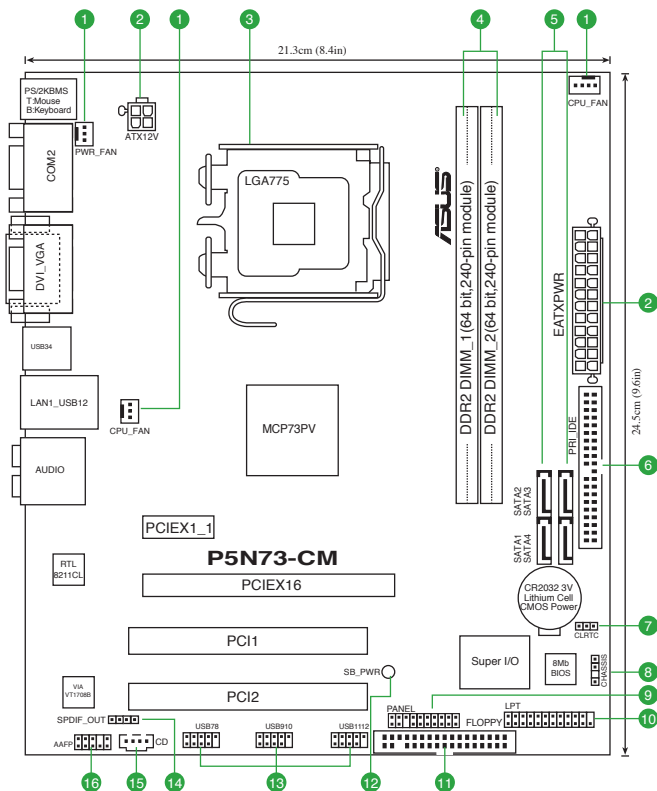 1
2
1
3
4
5
1
21.3cm (8.4in)
PS/2KBMS
T:Mouse
B:Keyboard
PWR_FAN
ATX12V
CPU_FAN
COM2
LGA775
ASUS
DDR2 DIMM_1(64 bit,240-pin module)
DDR2 DIMM_2(64 bit,240-pin module)
EATXPWR
2
24.5cm (9.6in)
DVI_VGA
USB34
LAN1_USB12
CPU_FAN
MCP73PV
PRI_IDE
6
AUDIO
SATA2
SATA3
SATA1
SATA4
PCIEX1_1
P5N73-CM
RTL
8211CL
PCIEX16
CR2032 3V
Lithium Cell
CMOS Power
CLRTC
7
PCI1
Super I/O
8Mb
BIOS
CHASSIS
8
SB_PWR
VIA
VT1708B
PCI2
9
PANEL
LPT
SPDIF_OUT
USB78
USB910
USB1112
FLOPPY
10
AAFP
CD
16
15
14
13
12
11